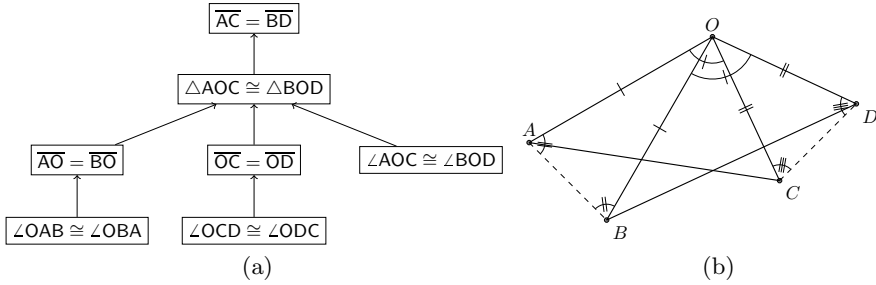 AC = BD
△AOC ≅ △BOD
AO = BO
OC = OD
∠AOC ≅ ∠BOD
∠OAB ≅ ∠OBA
∠OCD ≅ ∠ODC
(a)
O
A
D
C
B
(b)